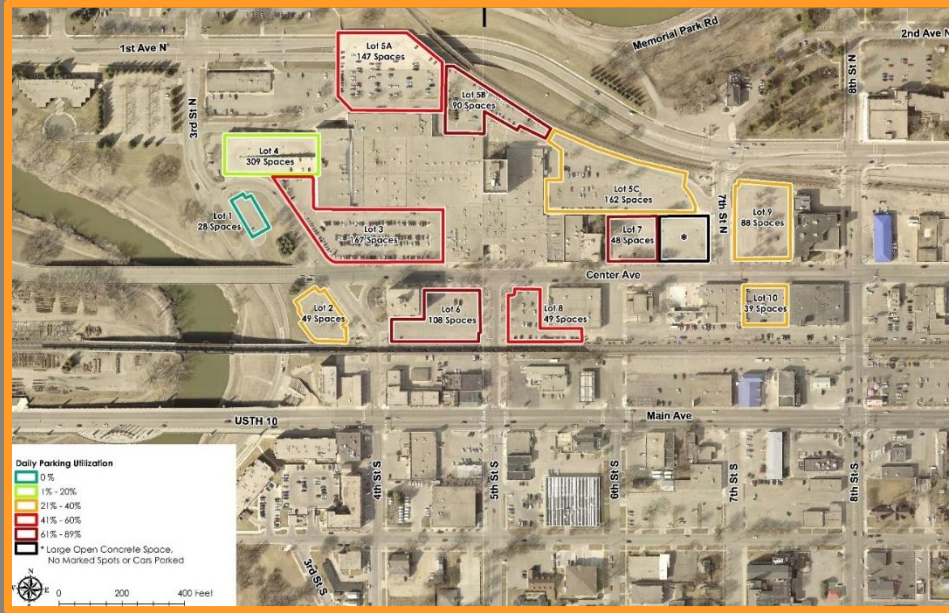 1st Ave N
Memorial Park Rd
2nd Ave N
8th St N
3rd St N
Lot 5A
147 Spaces
Lot 5B
90 Spaces
Lot 4
309 Spaces
Lot 1
28 Spaces
Lot 3
167 Spaces
Lot 5C
162 Spaces
7th St N
Lot 9
88 Spaces
Lot 7
48 Spaces
*
Center Ave
Lot 2
49 Spaces
Lot 6
108 Spaces
Lot 8
49 Spaces
Lot 10
39 Spaces
USTH 10
Main Ave
4th St S
5th St S
6th St S
7th St S
8th St S
3rd St S
Daily Parking Utilization
0 %
1% - 20%
21% - 40%
41% - 60%
61% - 89%
* Large Open Concrete Space,
No Marked Spots or Cars Parked
N
E
S
0 200 400 Feet